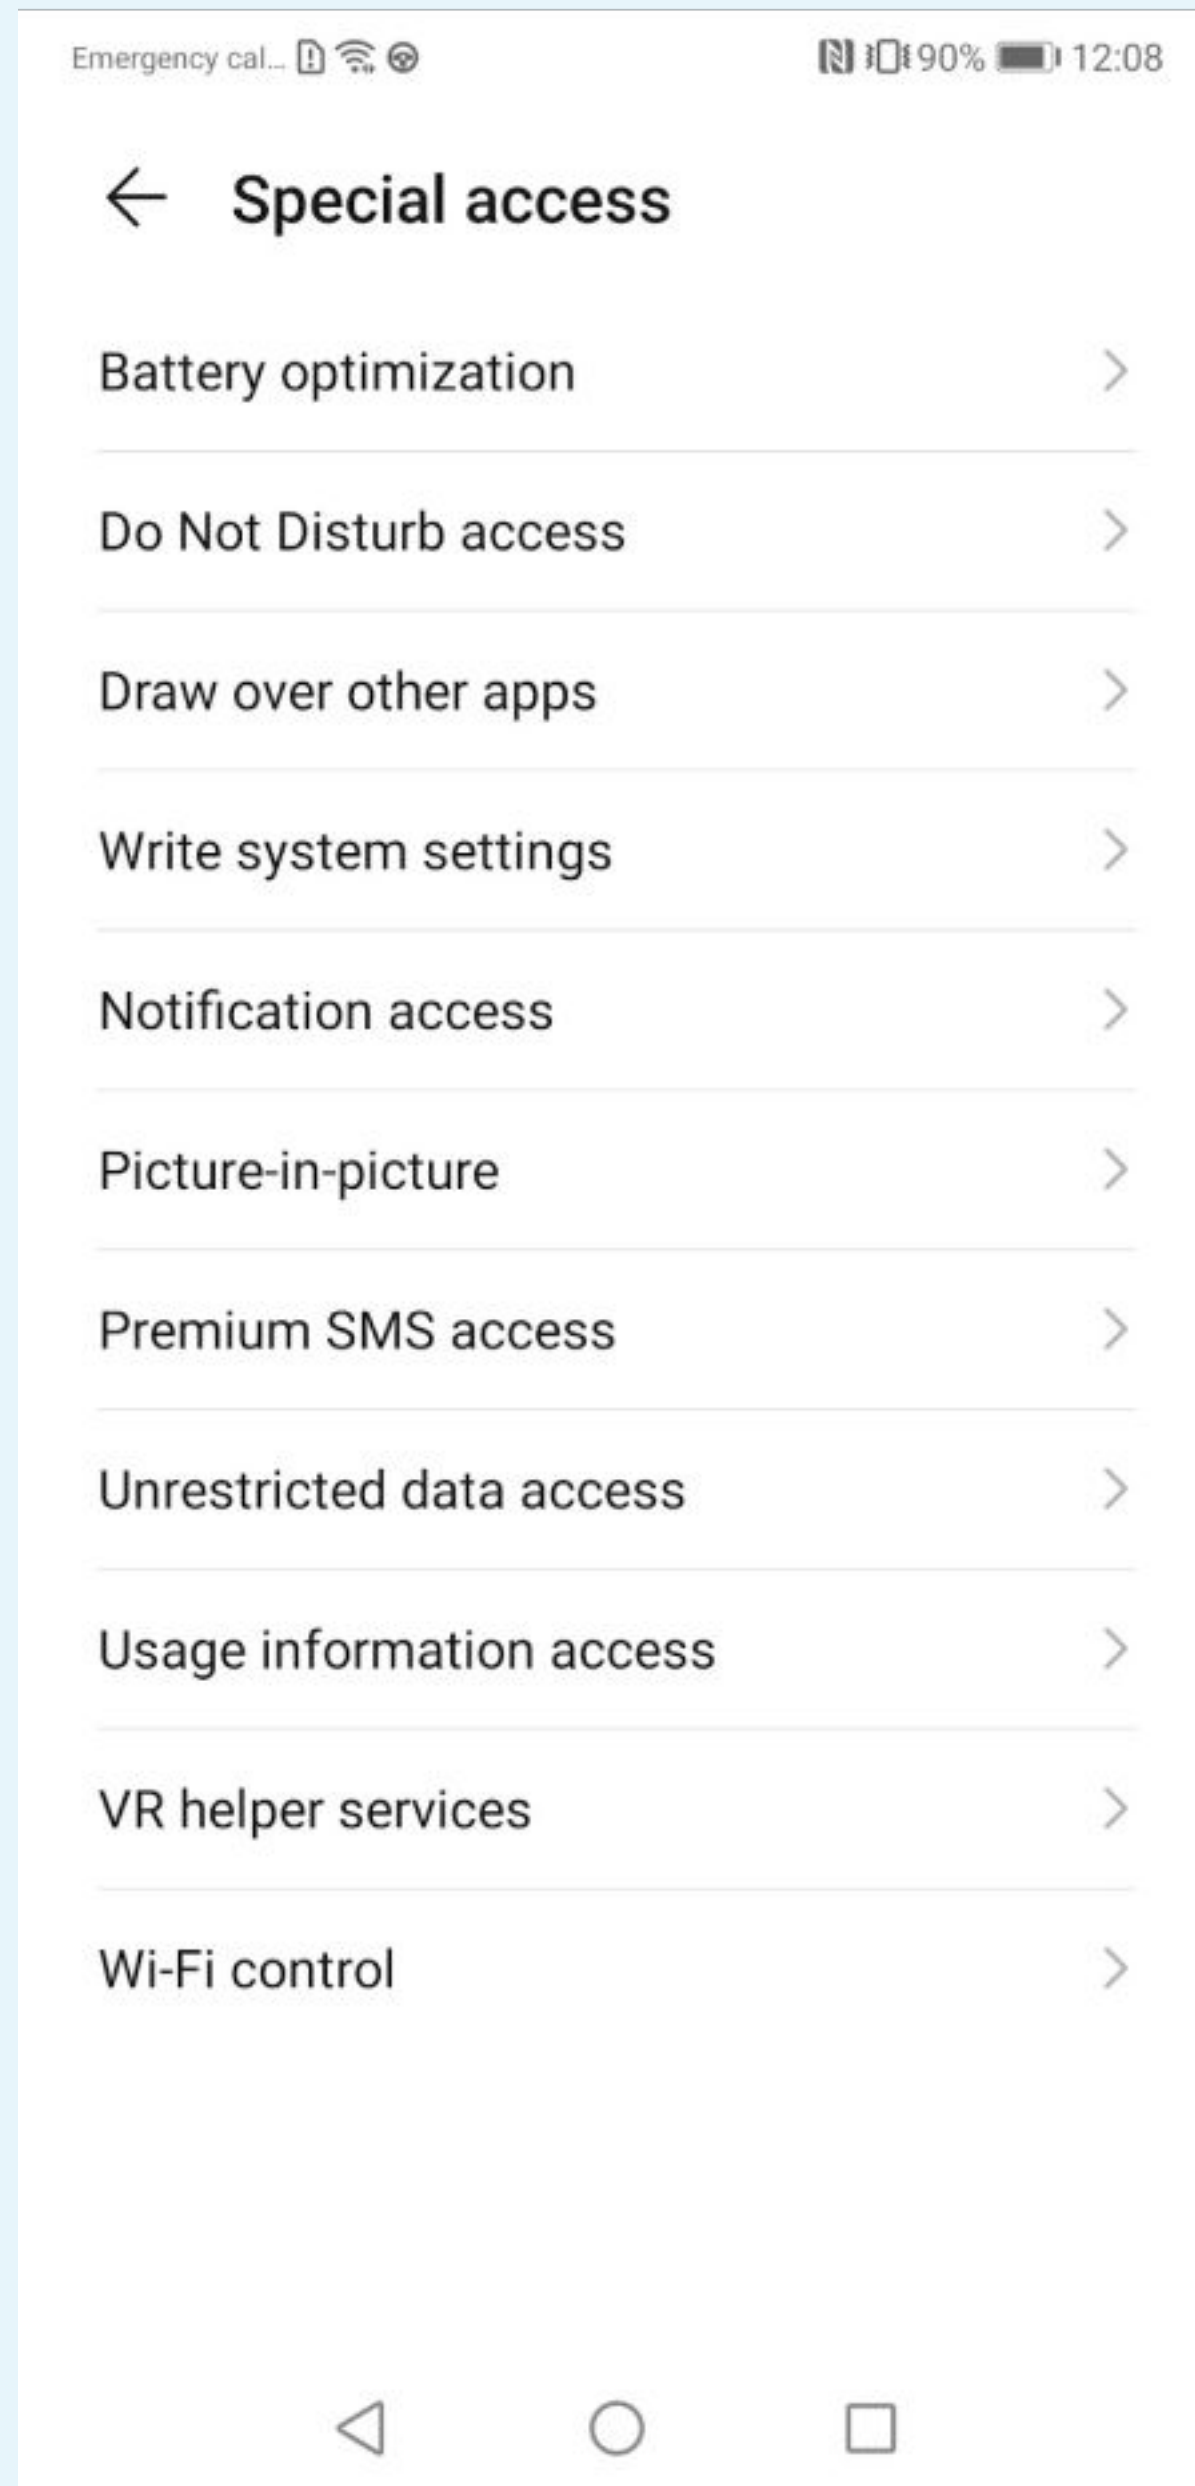 Emergency cal... 90% 12:08
Special access
Battery optimization
Do Not Disturb access
Draw over other apps
Write system settings
Notification access
Picture-in-picture
Premium SMS access
Unrestricted data access
Usage information access
VR helper services
Wi-Fi control